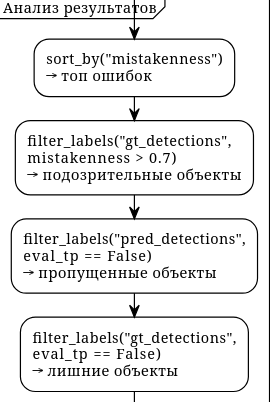 Анализ результатов
sort_by("mistakenness")
→ топ ошибок
filter_labels("gt_detections",
mistakenness > 0.7)
→ подозрительные объекты
filter_labels("pred_detections",
eval_tp == False)
→ пропущенные объекты
filter_labels("gt_detections",
eval_tp == False)
→ лишние объекты